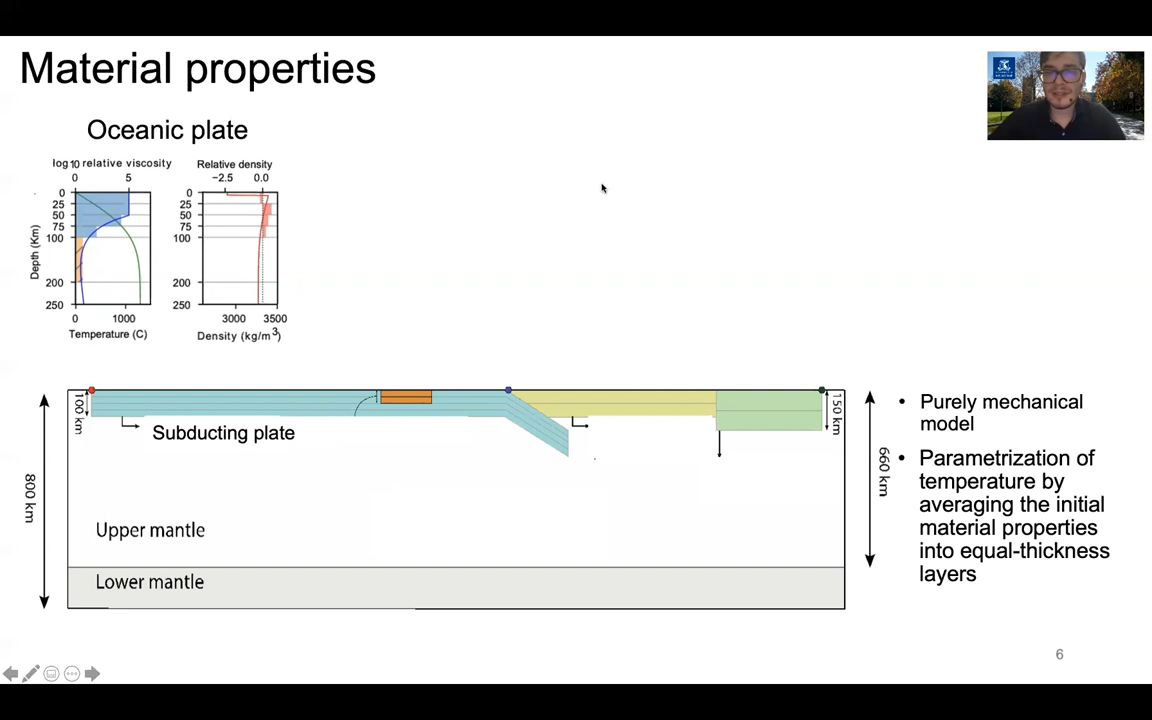 Material properties
Oceanic plate
log10 relative viscosity
0 5
0
25
50
75
100
200
250
0 1000
Temperature (C)
Depth (Km)
Relative density
−2.5 0.0
0
25
50
75
100
200
250
3000 3500
Density (kg/m3)
100 km
150 km
Subducting plate
800 km
660 km
Upper mantle
Lower mantle
• Purely mechanical
model
• Parametrization of
temperature by
averaging the initial
material properties
into equal-thickness
layers
6